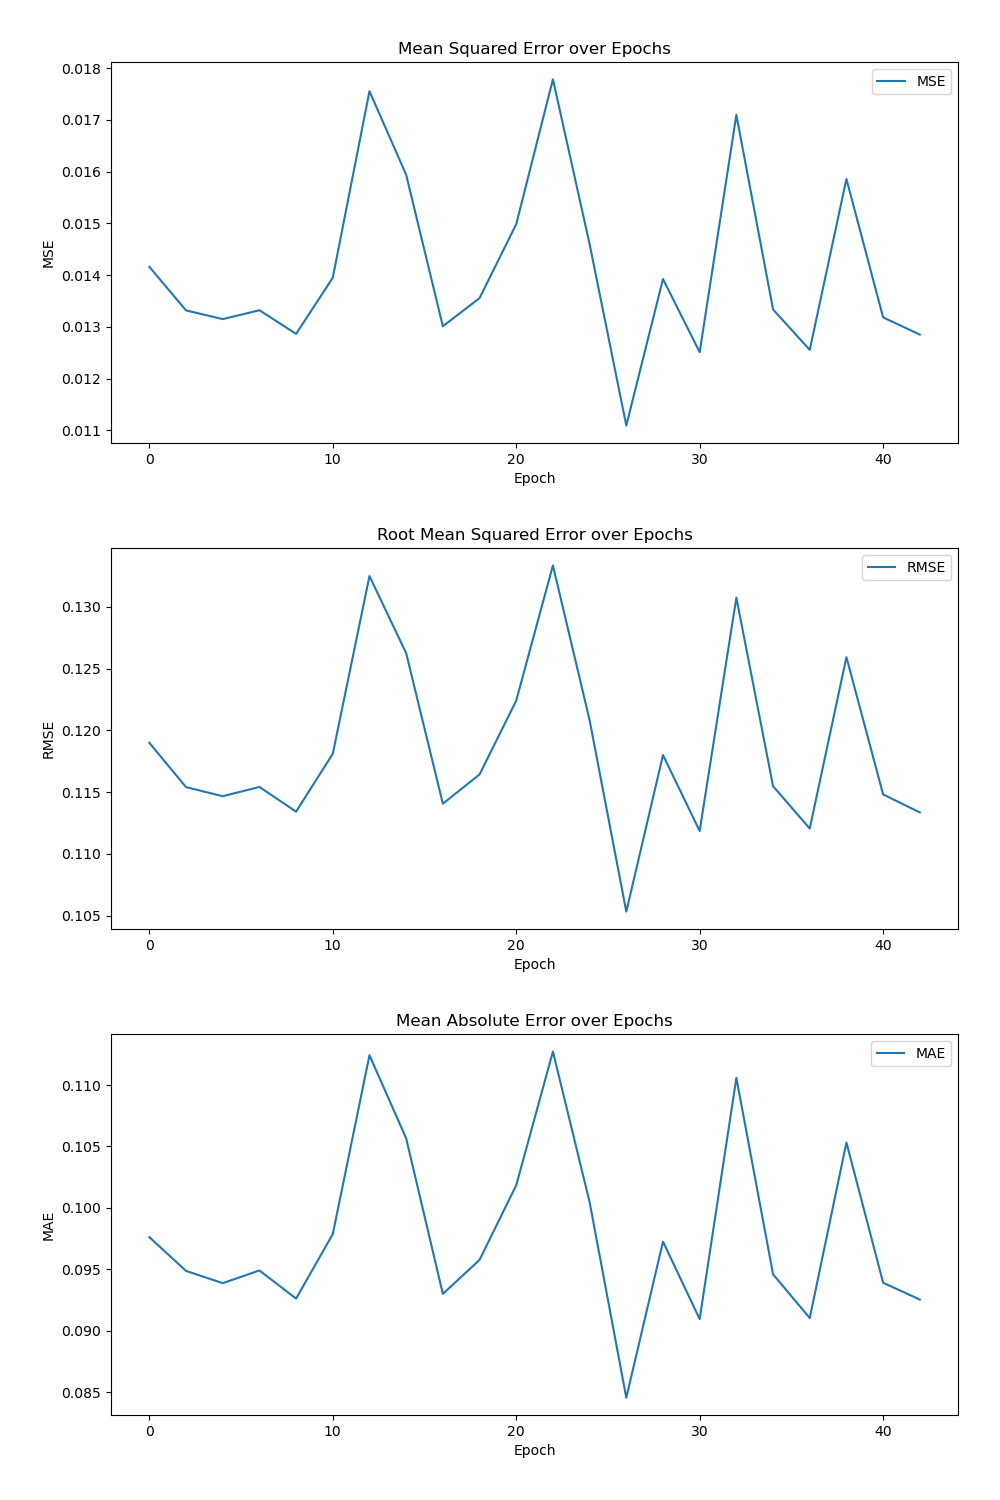 Mean Squared Error over Epochs
MSE
0.018
0.017
0.016
0.015
0.014
0.013
0.012
0.011
MSE
0 10 20 30 40
Epoch
Root Mean Squared Error over Epochs
RMSE
0.130
0.125
0.120
0.115
0.110
0.105
RMSE
0 10 20 30 40
Epoch
Mean Absolute Error over Epochs
MAE
0.110
0.105
0.100
0.095
0.090
0.085
MAE
0 10 20 30 40
Epoch